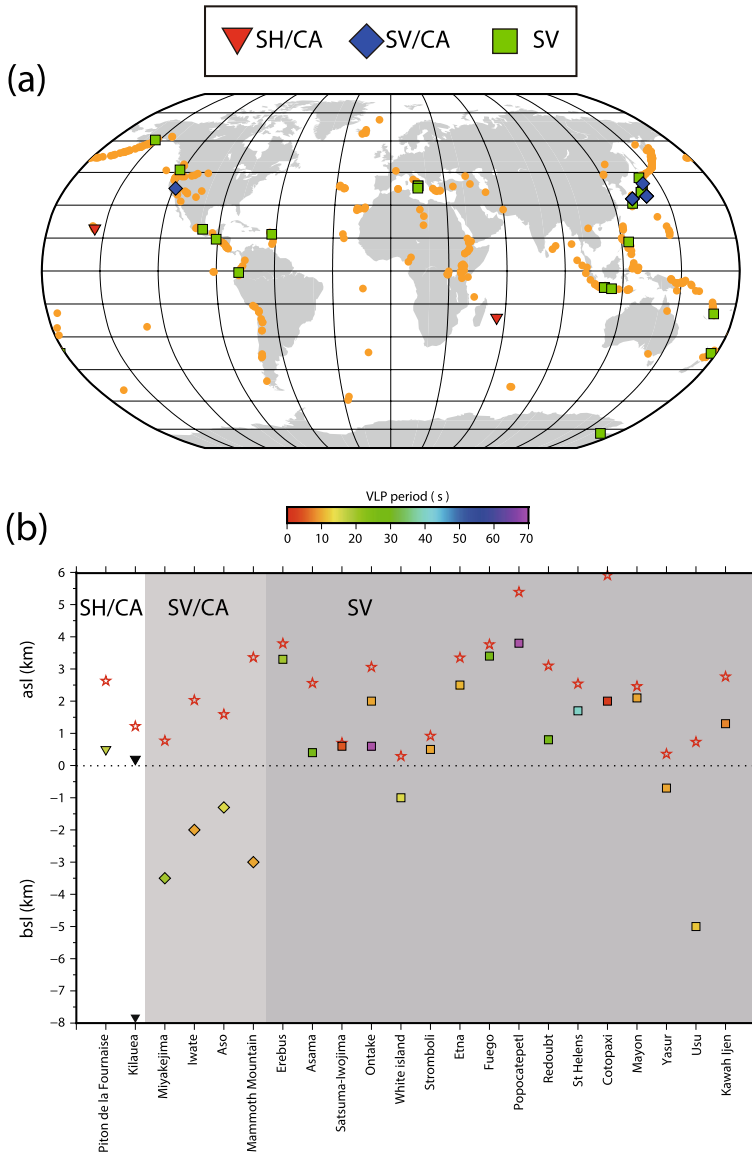 SH/CA SV/CA SV
(a)
(b)
VLP period ( s )
0 10 20 30 40 50 60 70
SH/CA SV/CA SV
asl (km)
bsl (km)
6
5
4
3
2
1
0
−1
−2
−3
−4
−5
−6
−7
−8
Piton de la Fournaise
Kilauea
Miyakejima
Iwate
Aso
Mammoth Mountain
Erebus
Asama
Satsuma-Iwojima
Ontake
White island
Stromboli
Etna
Fuego
Popocatepetl
Redoubt
St Helens
Cotopaxi
Mayon
Yasur
Usu
Kawah Ijen